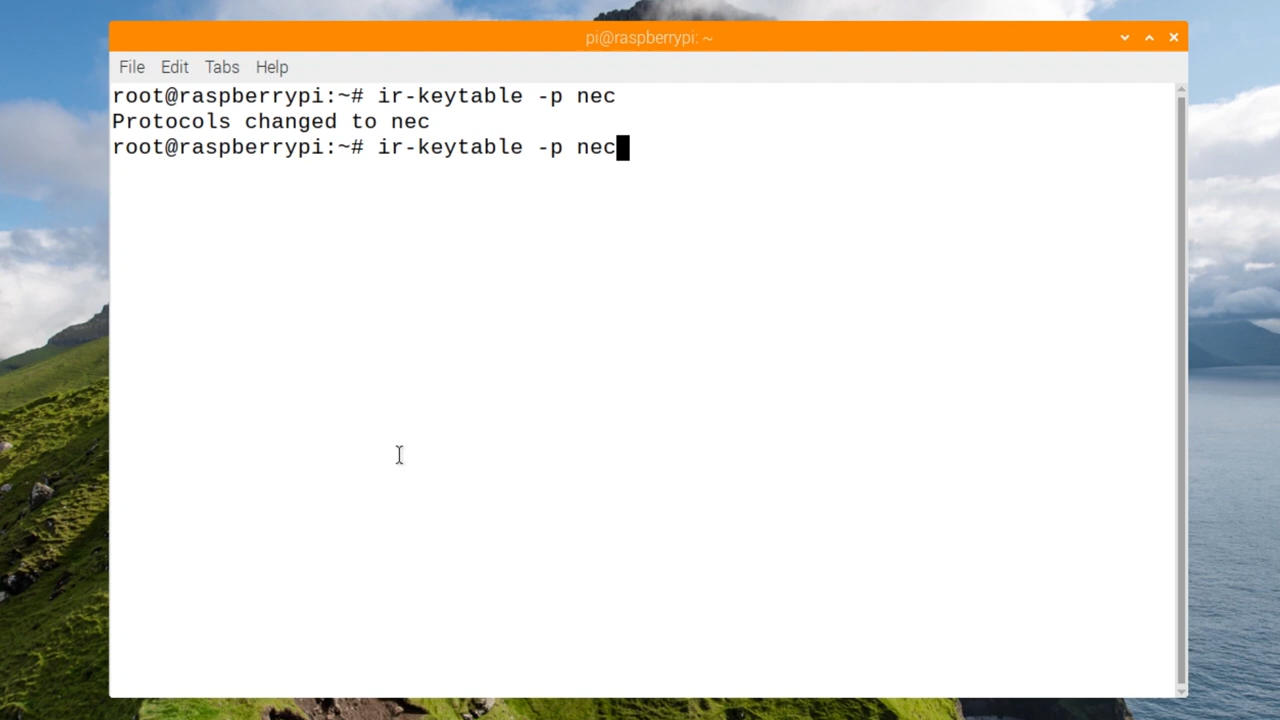 pi@raspberrypi: ~
File Edit Tabs Help
root@raspberrypi:~# ir-keytable -p nec
Protocols changed to nec
root@raspberrypi:~# ir-keytable -p nec